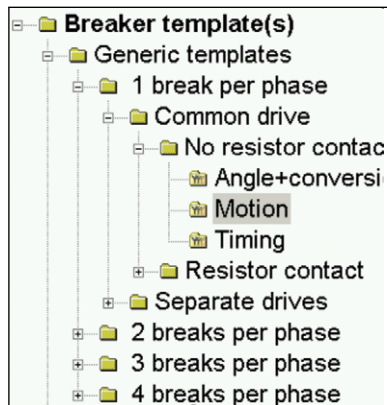 Breaker template(s)
Generic templates
1 break per phase
Common drive
No resistor contac
Angle+conversi
Motion
Timing
Resistor contact
Separate drives
2 breaks per phase
3 breaks per phase
4 breaks per phase